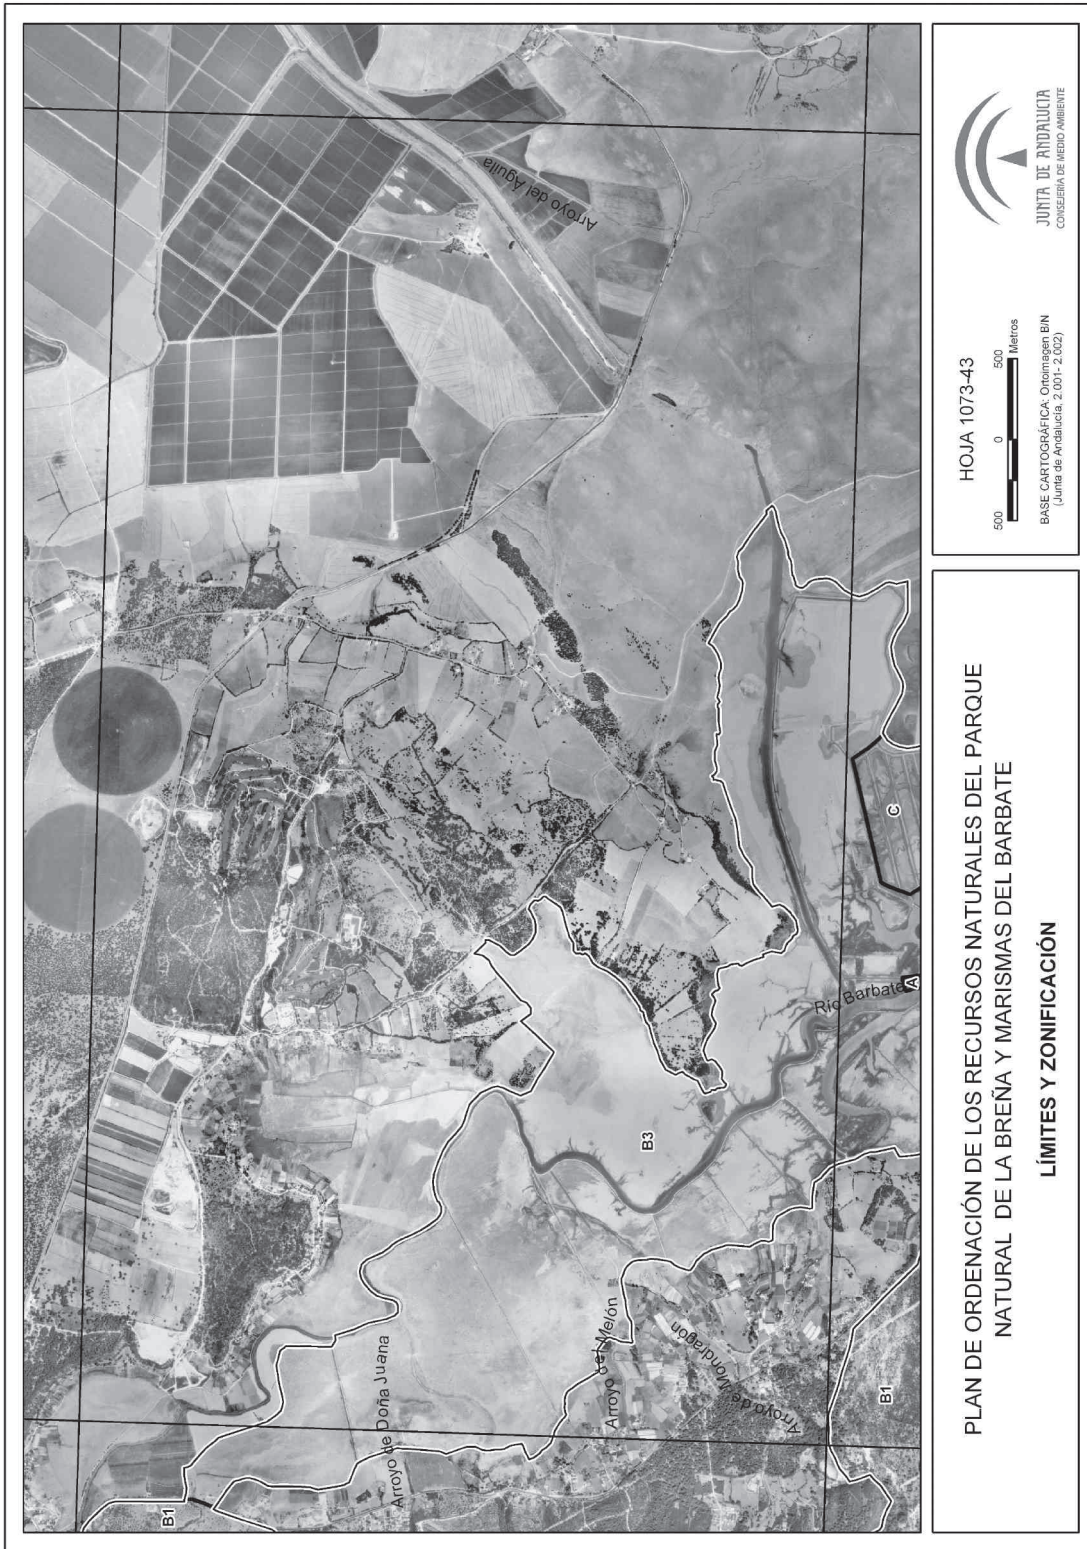 Arroyo del Águila
Arroyo de Doña Juana
Arroyo del Melón
Arroyo de Mondragón
Río Barbate
B1
B3
B1
A
C
PLAN DE ORDENACIÓN DE LOS RECURSOS NATURALES DEL PARQUE
NATURAL DE LA BREÑA Y MARISMAS DEL BARBATE
LÍMITES Y ZONIFICACIÓN
HOJA 1073-43
500 0 500
Metros
BASE CARTOGRÁFICA: Ortoimagen B/N
(Junta de Andalucía, 2.001- 2.002)
JUNTA DE ANDALUCIA
CONSEJERÍA DE MEDIO AMBIENTE